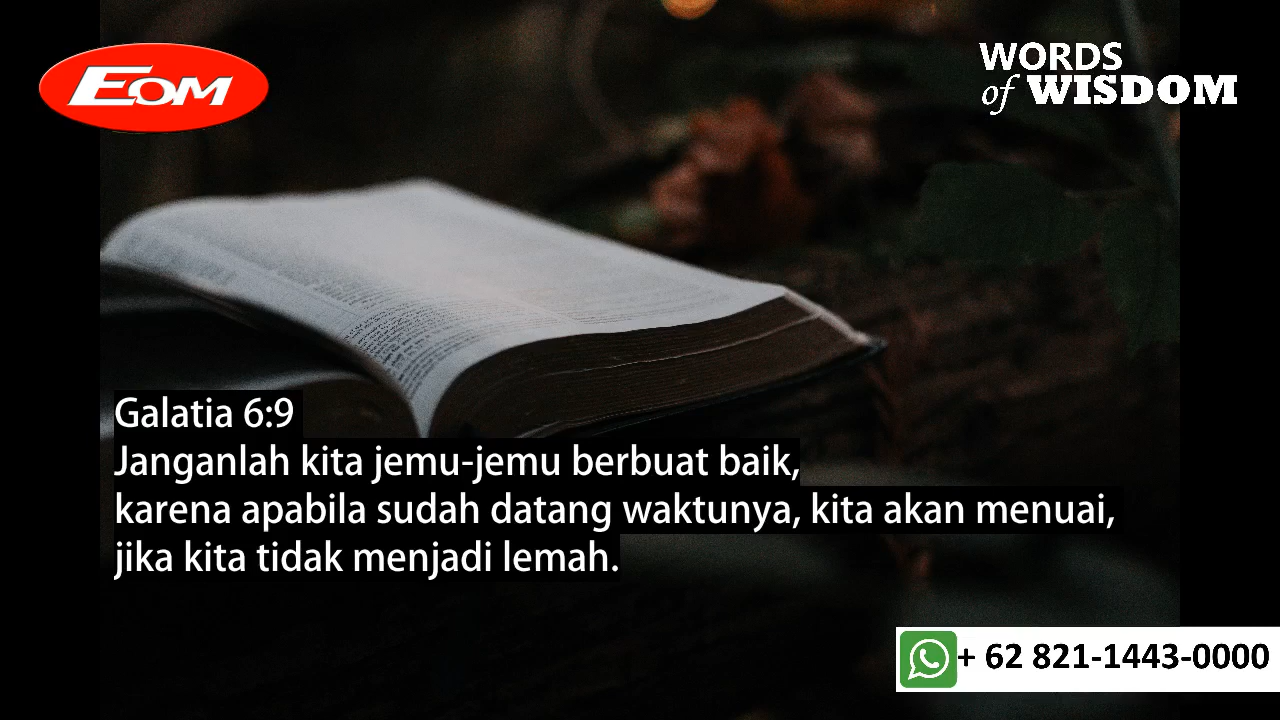 EOM
WORDS
of WISDOM
Galatia 6:9
Janganlah kita jemu-jemu berbuat baik,
karena apabila sudah datang waktunya, kita akan menuai,
jika kita tidak menjadi lemah.
+ 62 821-1443-0000